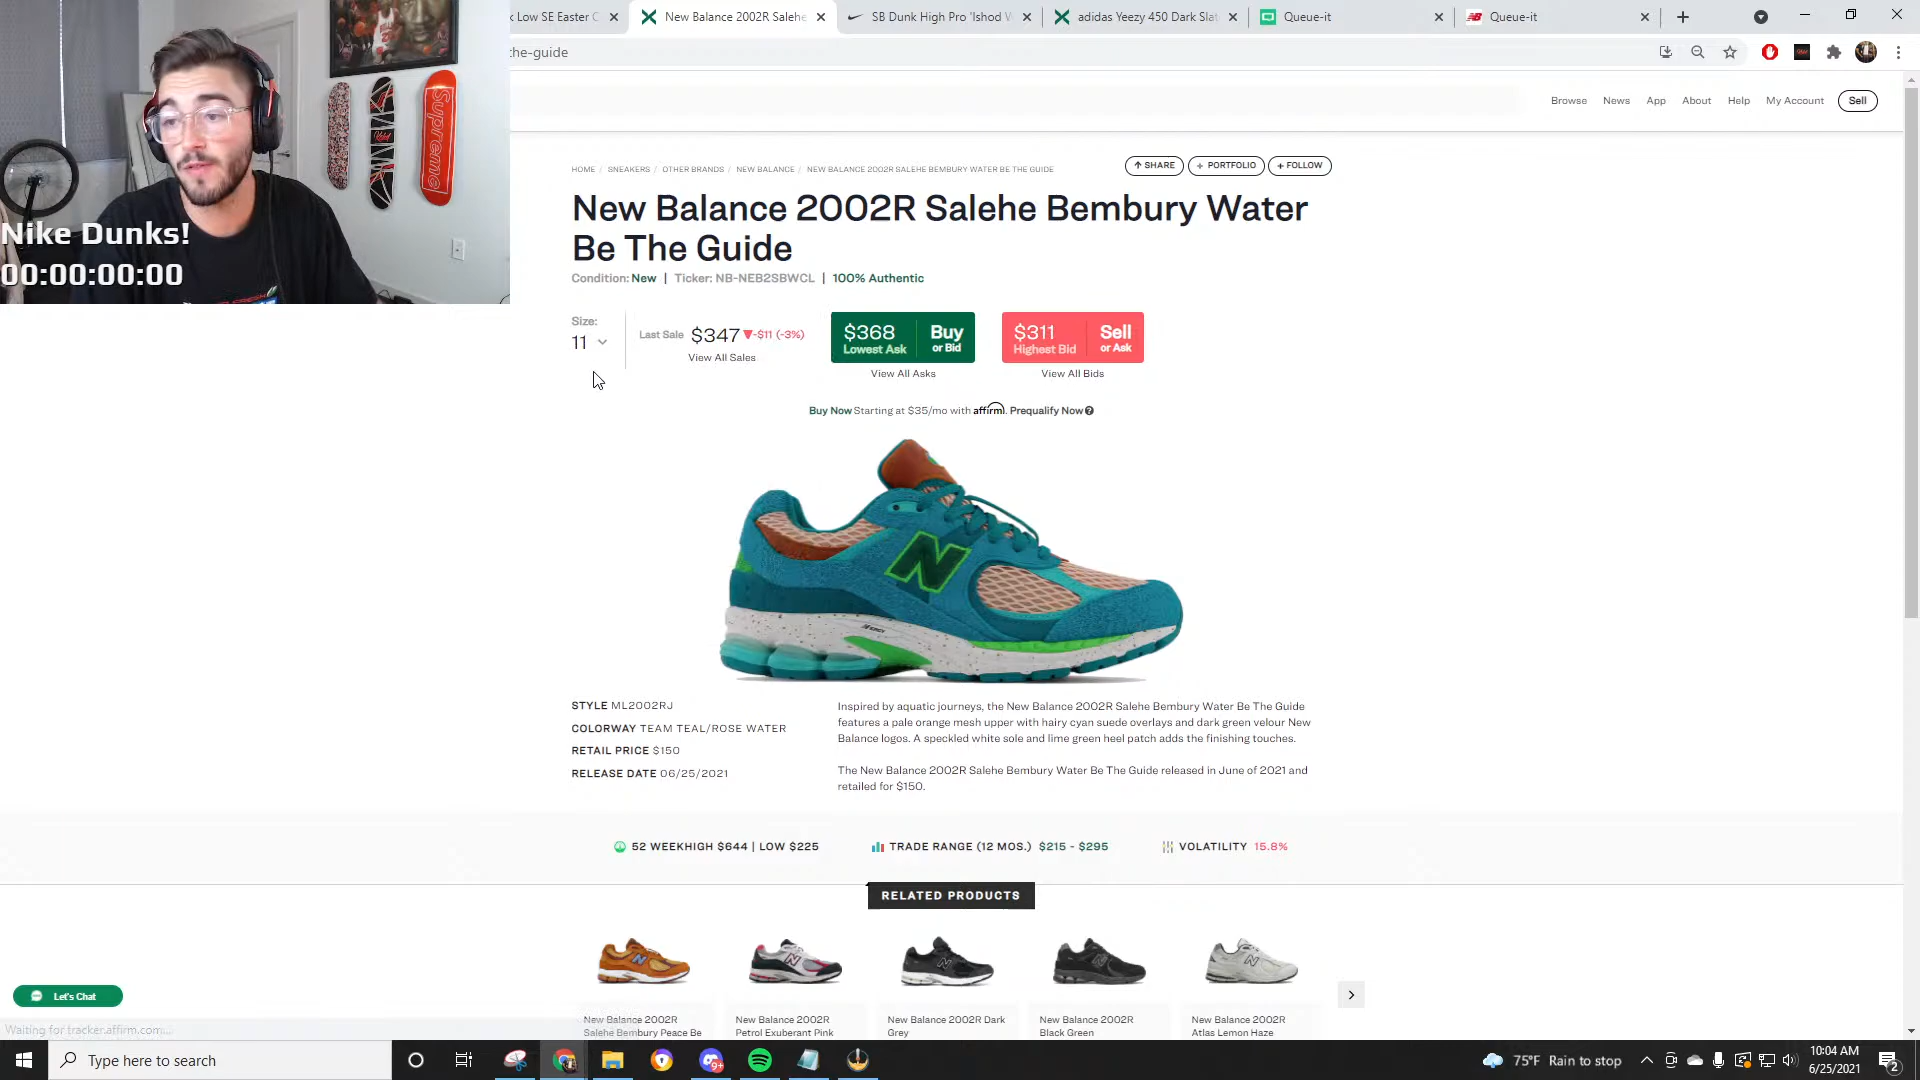 k Low SE Easter C
New Balance 2002R Salehe
SB Dunk High Pro 'Ishod W
adidas Yeezy 450 Dark Slat
Queue-it
Queue-it
the-guide
Browse News App About Help My Account Sell
HOME / SNEAKERS / OTHER BRANDS / NEW BALANCE / NEW BALANCE 2002R SALEHE BEMBURY WATER BE THE GUIDE
SHARE + PORTFOLIO + FOLLOW
New Balance 2002R Salehe Bembury Water
Be The Guide
Condition: New | Ticker: NB-NEB2SBWCL | 100% Authentic
Size:
11
Last Sale $347 -$11 (-3%)
View All Sales
$368 Buy
Lowest Ask or Bid
View All Asks
$311 Sell
Highest Bid or Ask
View All Bids
Buy Now Starting at $35/mo with affirm. Prequalify Now
Supreme
Nike Dunks!
00:00:00:00
N
STYLE ML2002RJ
COLORWAY TEAM TEAL/ROSE WATER
RETAIL PRICE $150
RELEASE DATE 06/25/2021
Inspired by aquatic journeys, the New Balance 2002R Salehe Bembury Water Be The Guide
features a pale orange mesh upper with hairy cyan suede overlays and dark green velour New
Balance logos. A speckled white sole and lime green heel patch adds the finishing touches.
The New Balance 2002R Salehe Bembury Water Be The Guide released in June of 2021 and
retailed for $150.
52 WEEKHIGH $644 | LOW $225
TRADE RANGE (12 MOS.) $215 - $295
VOLATILITY 15.8%
RELATED PRODUCTS
New Balance 2002R
Salehe Bembury Peace Be
New Balance 2002R
Petrol Exuberant Pink
New Balance 2002R Dark
Grey
New Balance 2002R
Black Green
New Balance 2002R
Atlas Lemon Haze
Let's Chat
Waiting for tracker.affirm.com...
Type here to search
9+
75°F Rain to stop
10:04 AM
6/25/2021
2